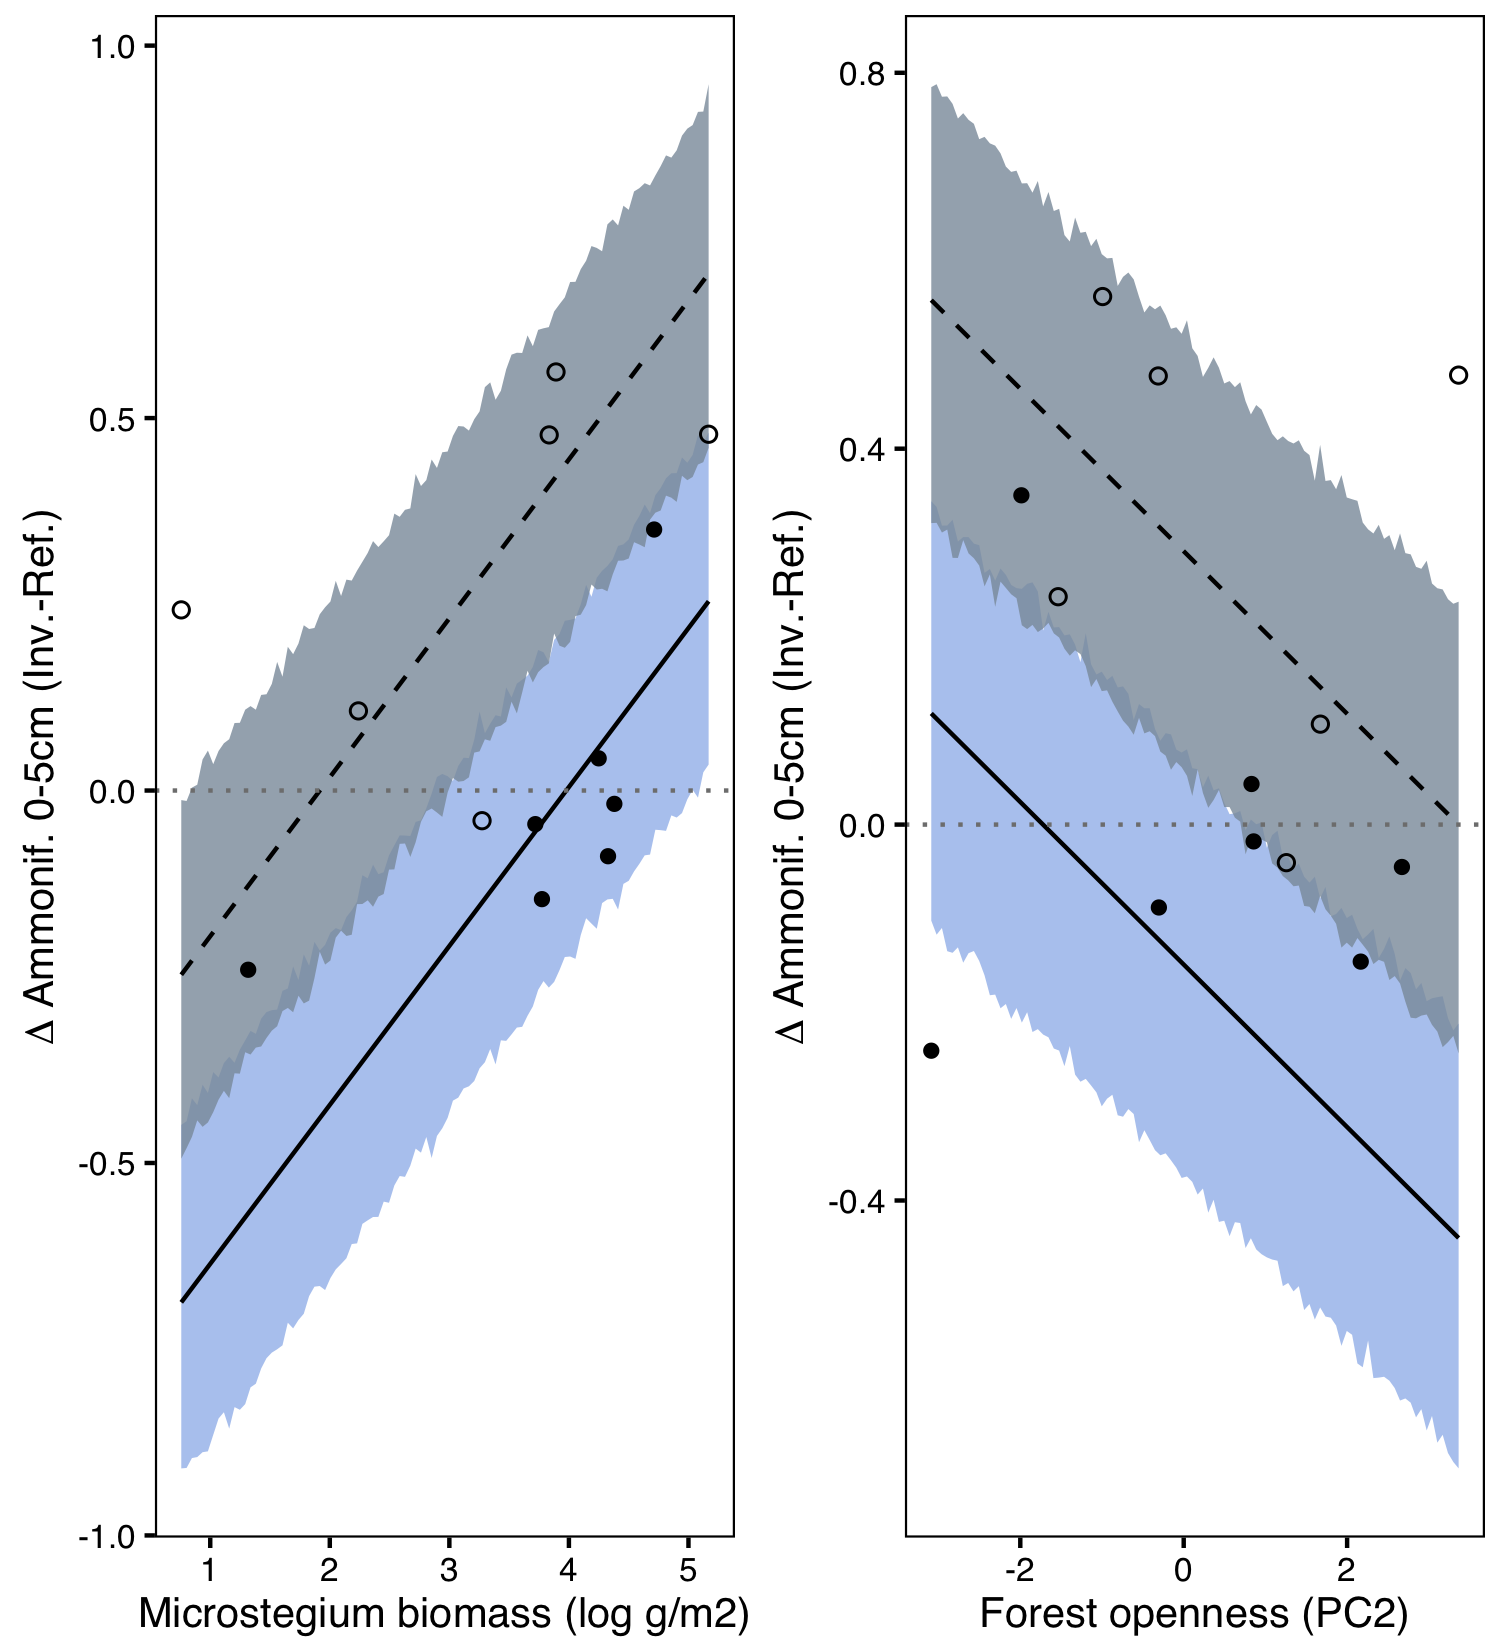 Δ Ammonif. 0-5cm (Inv.-Ref.)
1.0
0.5
0.0
-0.5
-1.0
1 2 3 4 5
Microstegium biomass (log g/m2)
Δ Ammonif. 0-5cm (Inv.-Ref.)
0.8
0.4
0.0
-0.4
-2 0 2
Forest openness (PC2)